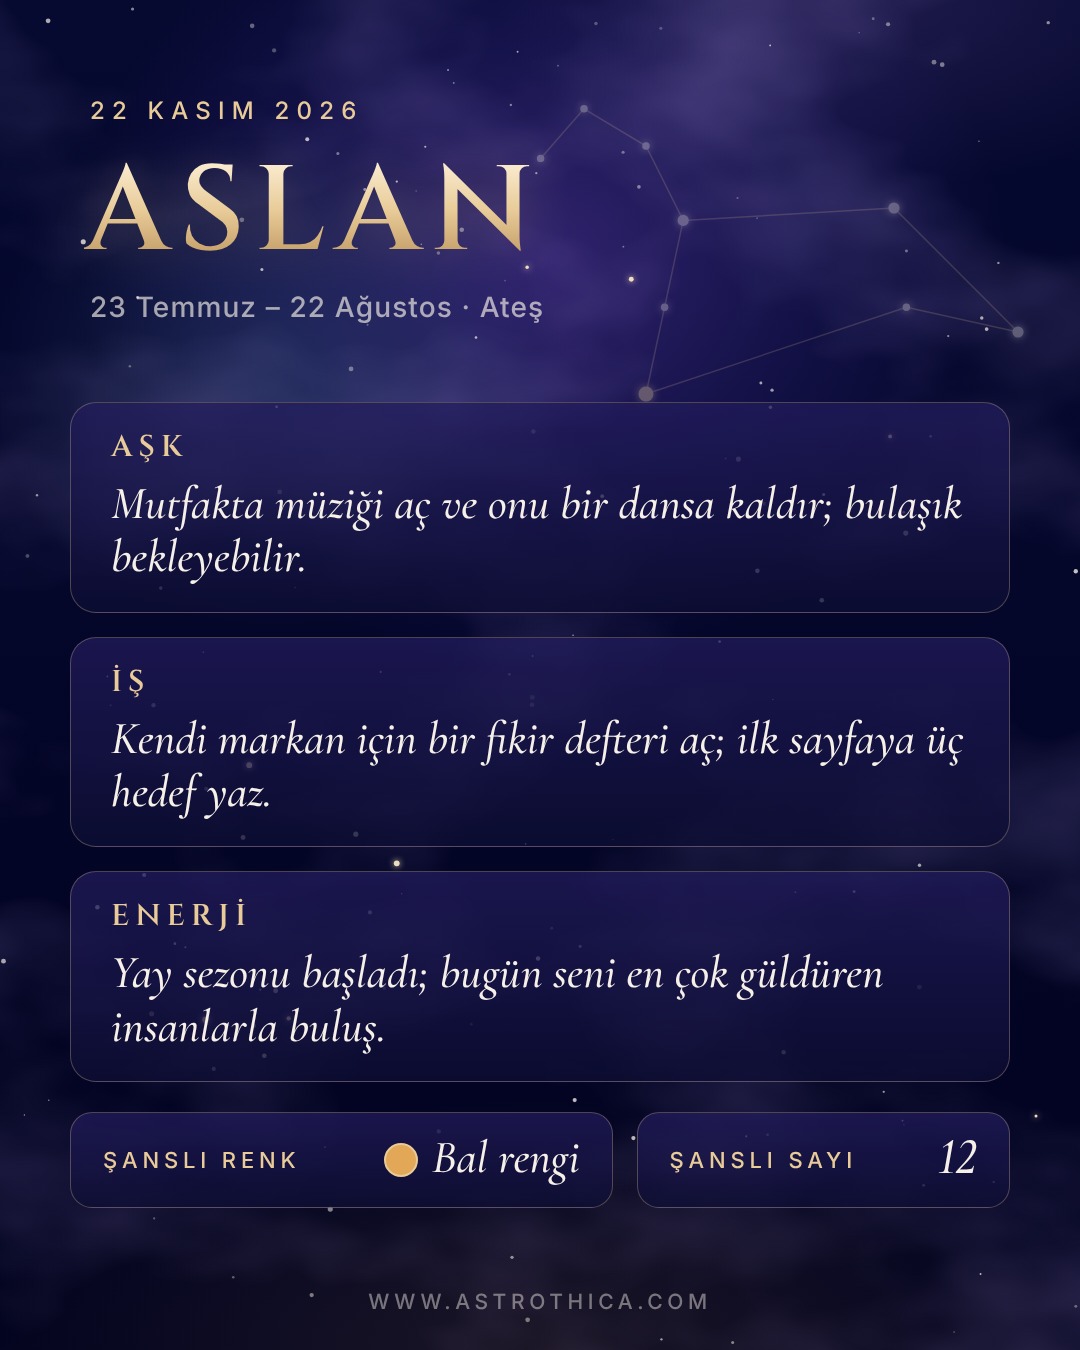 22 KASIM 2026
ASLAN
23 Temmuz – 22 Ağustos · Ateş
AŞK
Mutfakta müziği aç ve onu bir dansa kaldır; bulaşık
bekleyebilir.
İŞ
Kendi markan için bir fikir defteri aç; ilk sayfaya üç
hedef yaz.
ENERJİ
Yay sezonu başladı; bugün seni en çok güldüren
insanlarla buluş.
ŞANSLI RENK
Bal rengi
ŞANSLI SAYI
12
WWW.ASTROTHICA.COM